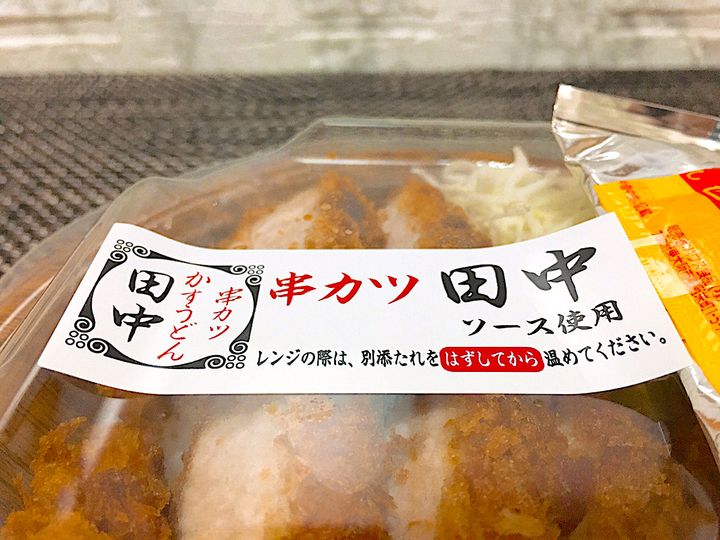 串カツ
かすうどん
田中
串カツ 田中
ソース使用
レンジの際は、別添たれをはずしてから温めてください。